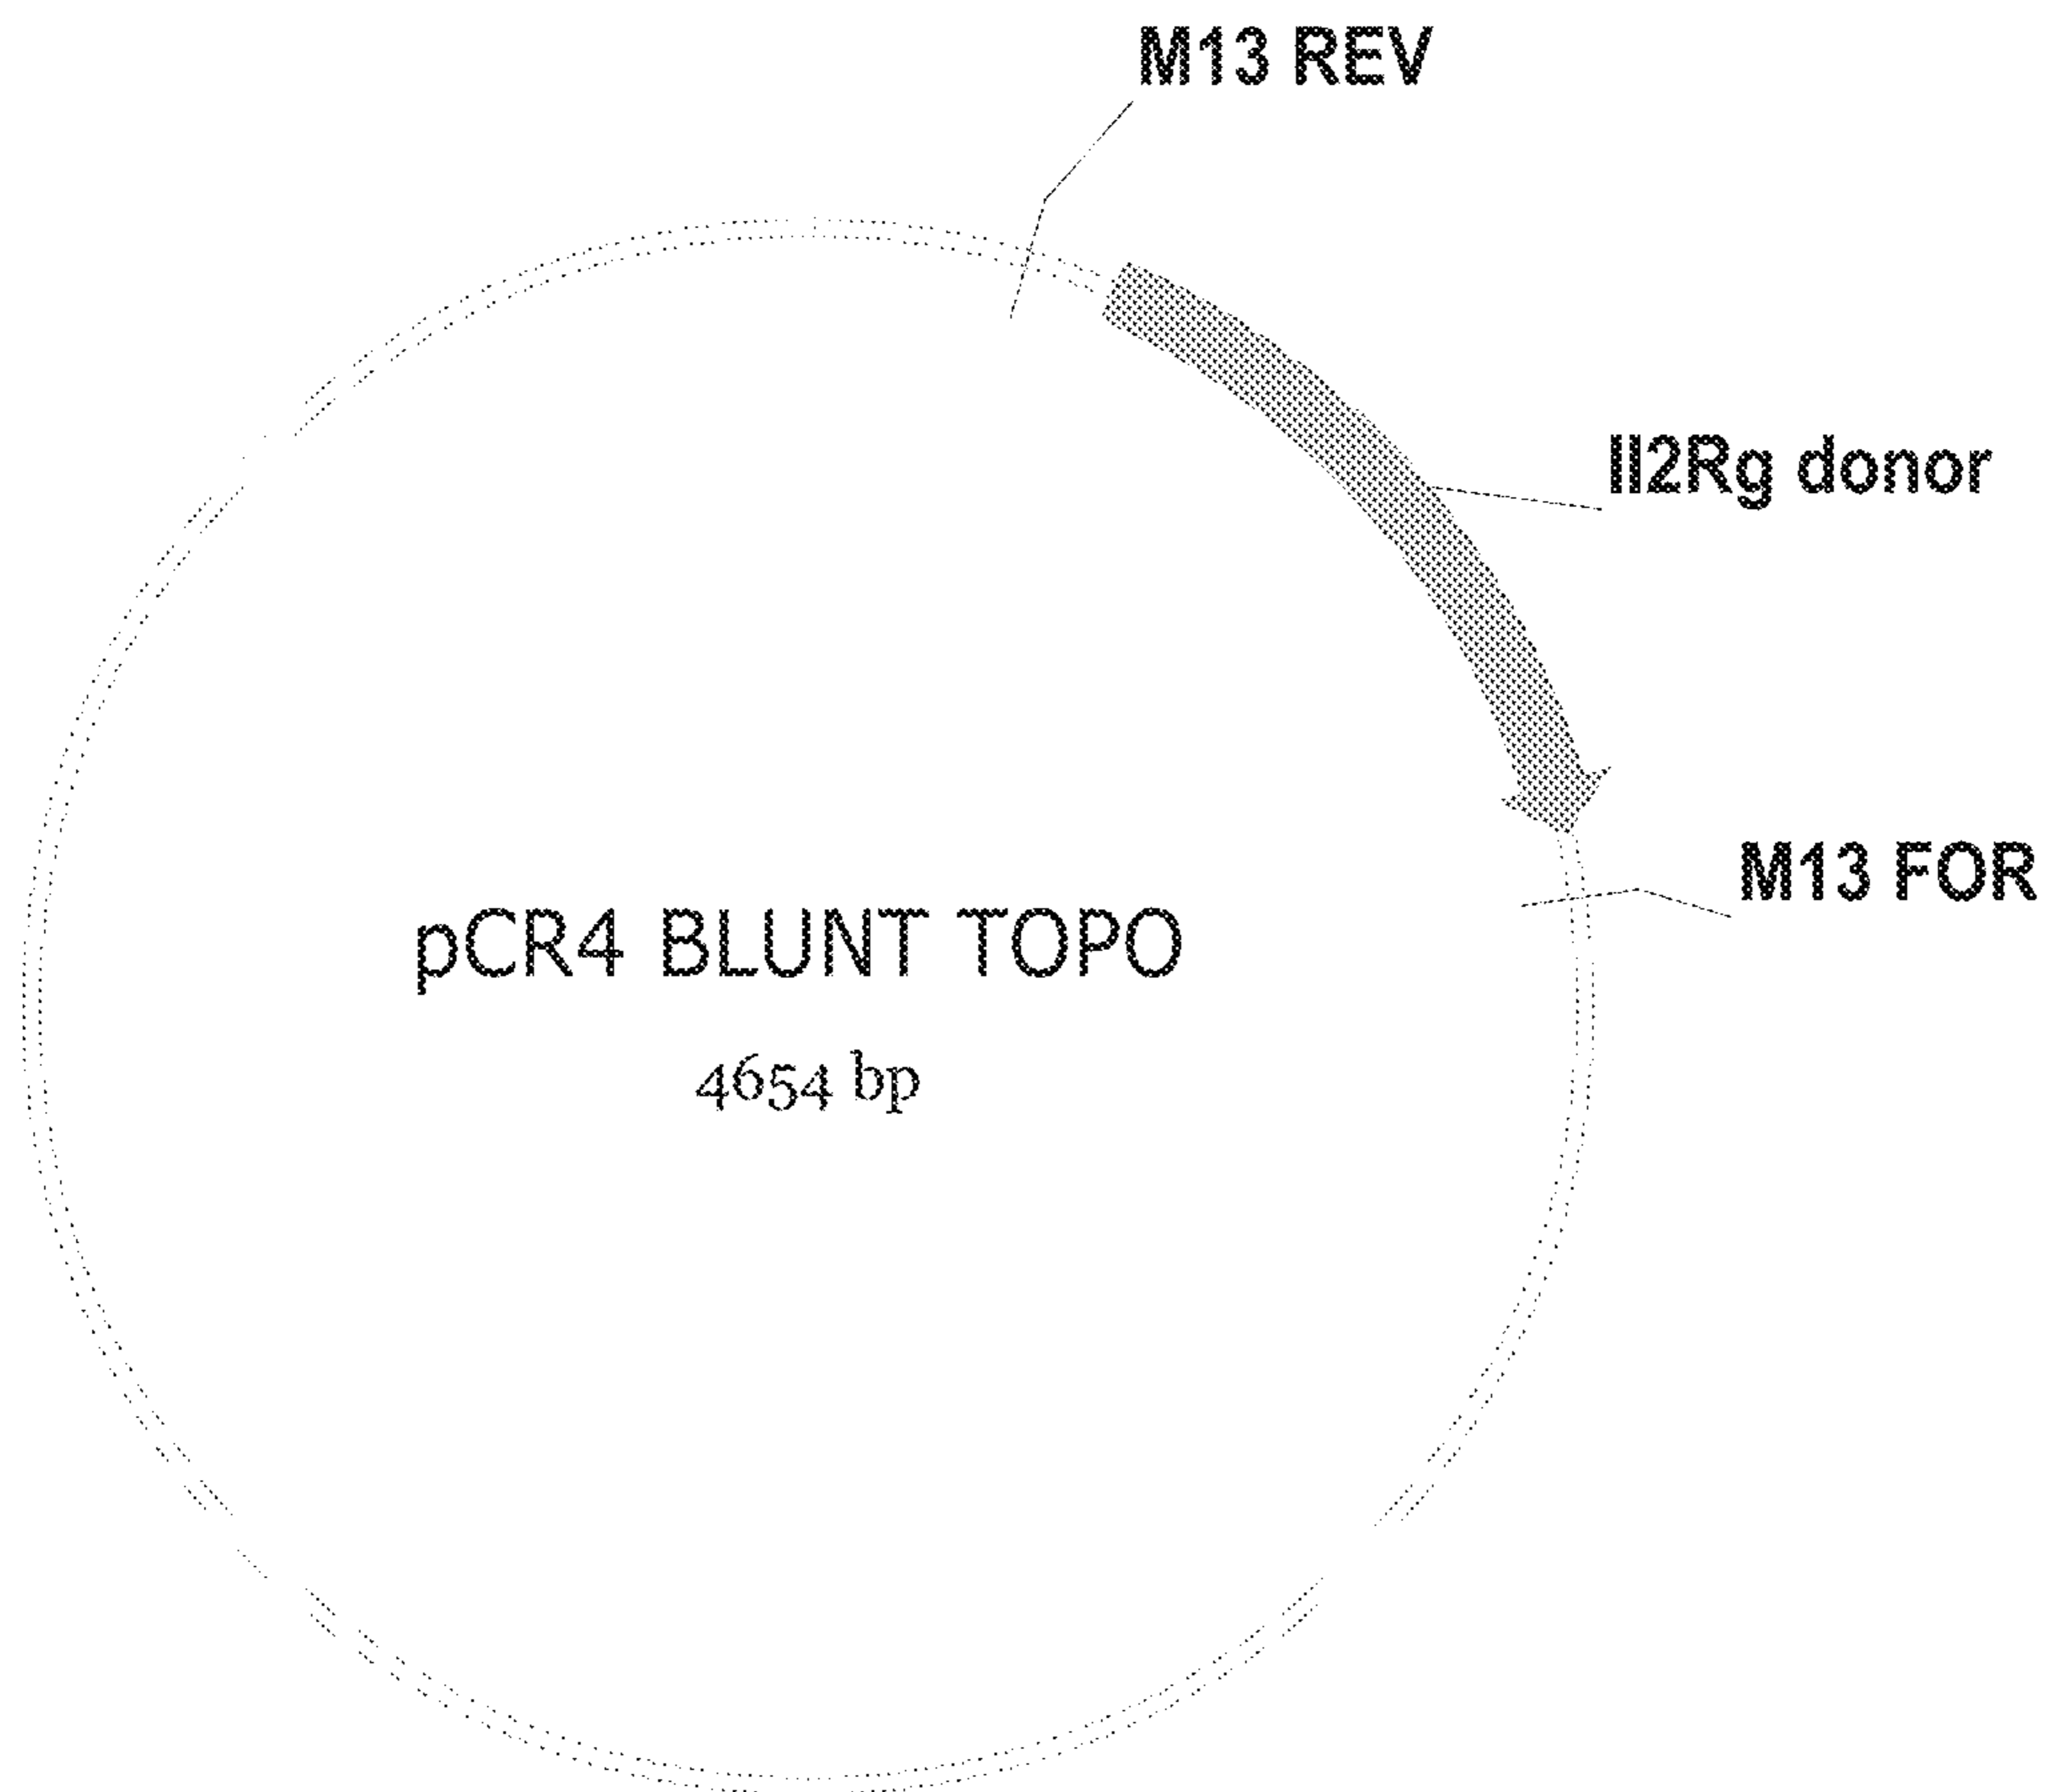 M13 REV
Il2Rg donor
M13 FOR
pCR4 BLUNT TOPO
4654 bp